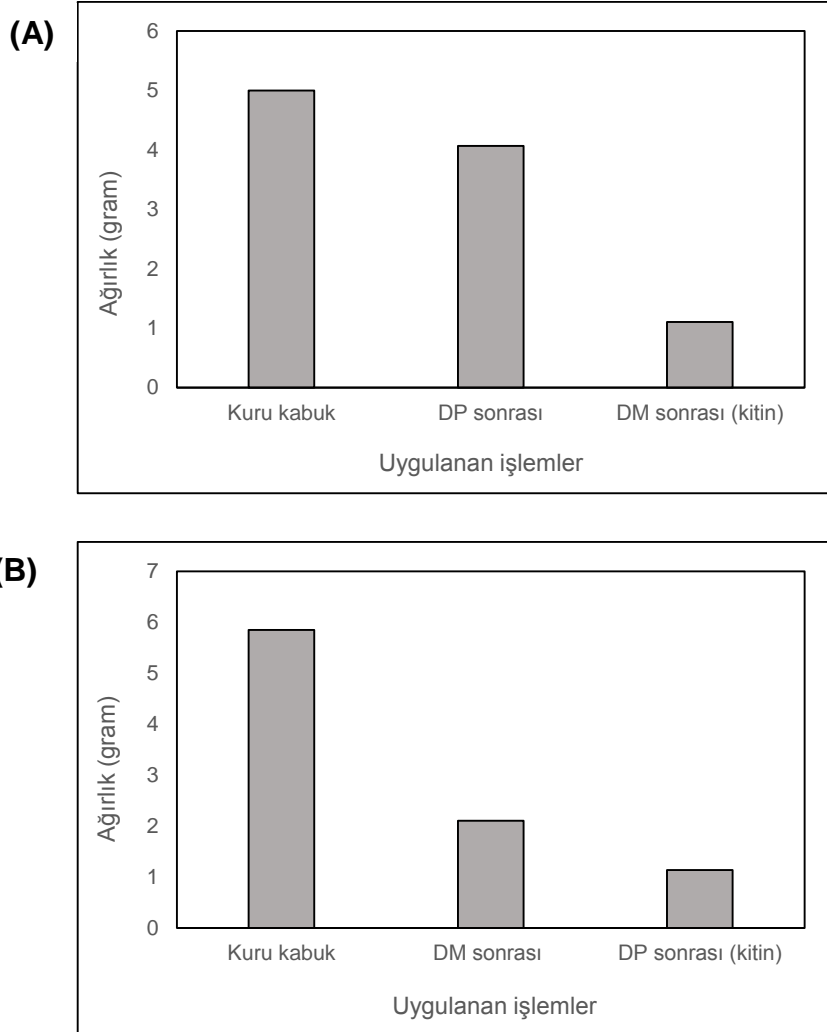 (A)
6
5
4
3
2
1
0
Ağırlık (gram)
Kuru kabuk DP sonrası DM sonrası (kitin)
Uygulanan işlemler
(B)
7
6
5
4
3
2
1
0
Ağırlık (gram)
Kuru kabuk DM sonrası DP sonrası (kitin)
Uygulanan işlemler